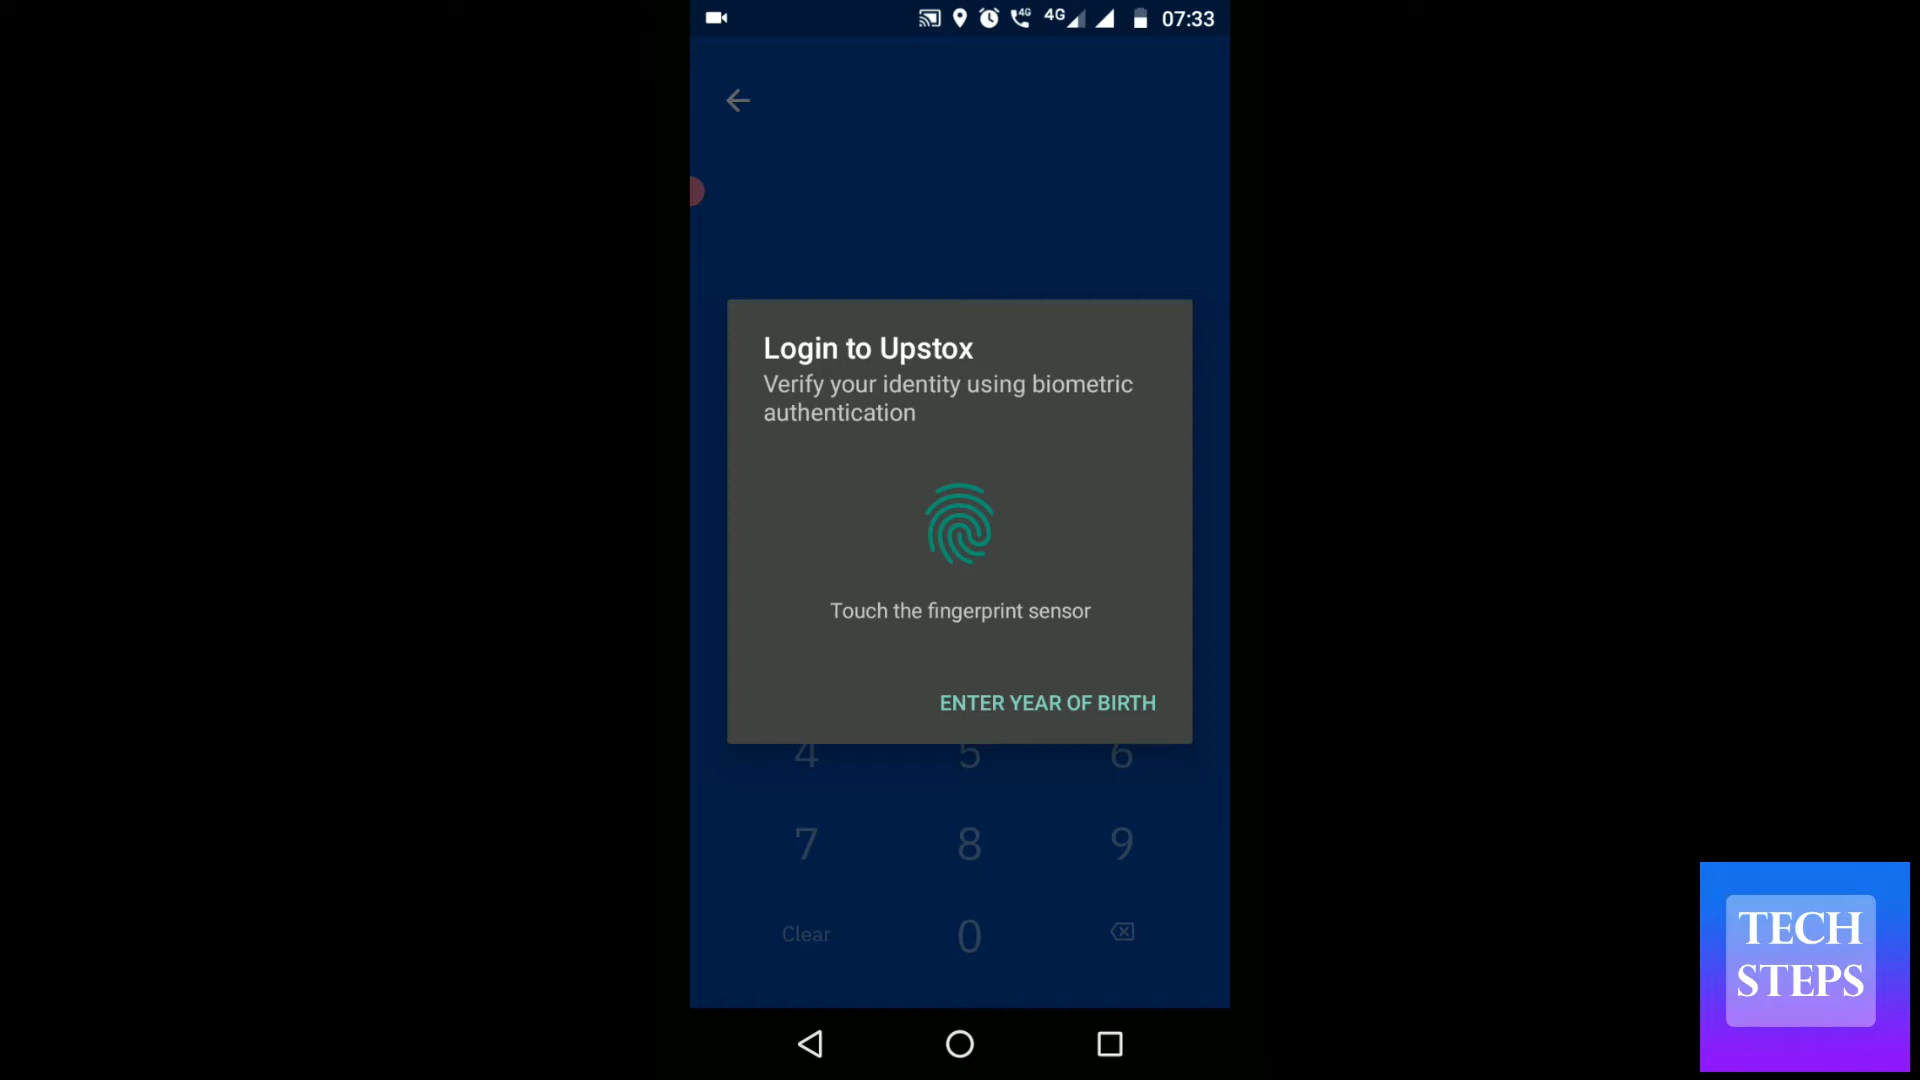 4G 4G 07:33
Login to Upstox
Verify your identity using biometric
authentication
Touch the fingerprint sensor
ENTER YEAR OF BIRTH
4 5 6
7 8 9
Clear 0
TECH
STEPS